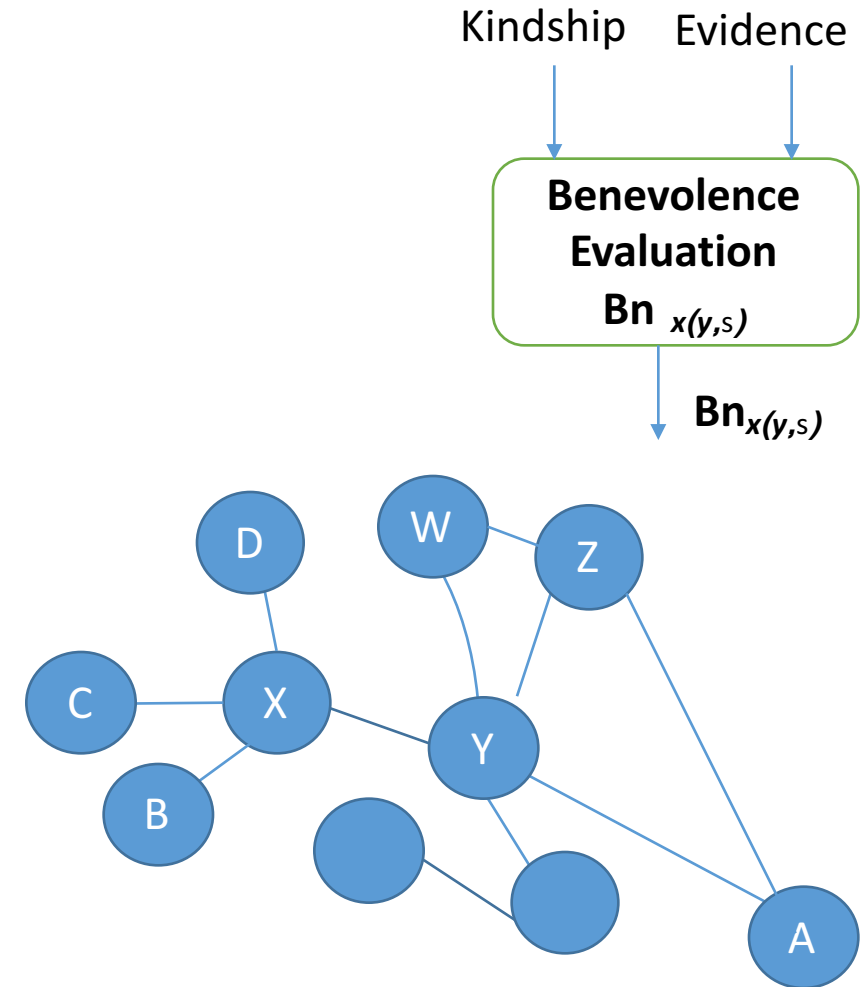 Kindship Evidence
Benevolence
Evaluation
Bn x(y,s)
Bnx(y,s)
W
D
Z
C
X
Y
B
A